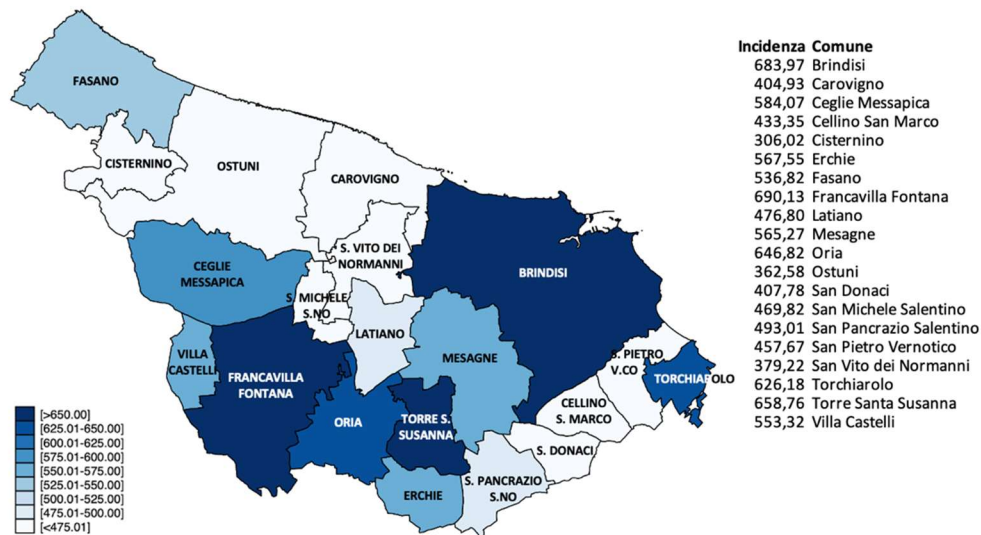 FASANO
CISTERNINO
OSTUNI
CAROVIGNO
S. VITO DEI
NORMANNI
CEGLIE
MESSAPICA
S. MICHELE
S.NO
BRINDISI
LATIANO
MESAGNE
VILLA
CASTELLI
FRANCAVILLA
FONTANA
ORIA
TORRE S.
SUSANNA
S. PIETRO
V.CO
TORCHIAROLO
CELLINO
S. MARCO
S. DONACI
S. PANCRAZIO
S.NO
ERCHIE
[>650.00]
[625.01-650.00]
[600.01-625.00]
[575.01-600.00]
[550.01-575.00]
[525.01-550.00]
[500.01-525.00]
[475.01-500.00]
[<475.01]
Incidenza Comune
683,97 Brindisi
404,93 Carovigno
584,07 Ceglie Messapica
433,35 Cellino San Marco
306,02 Cisternino
567,55 Erchie
536,82 Fasano
690,13 Francavilla Fontana
476,80 Latiano
565,27 Mesagne
646,82 Oria
362,58 Ostuni
407,78 San Donaci
469,82 San Michele Salentino
493,01 San Pancrazio Salentino
457,67 San Pietro Vernotico
379,22 San Vito dei Normanni
626,18 Torchiarolo
658,76 Torre Santa Susanna
553,32 Villa Castelli